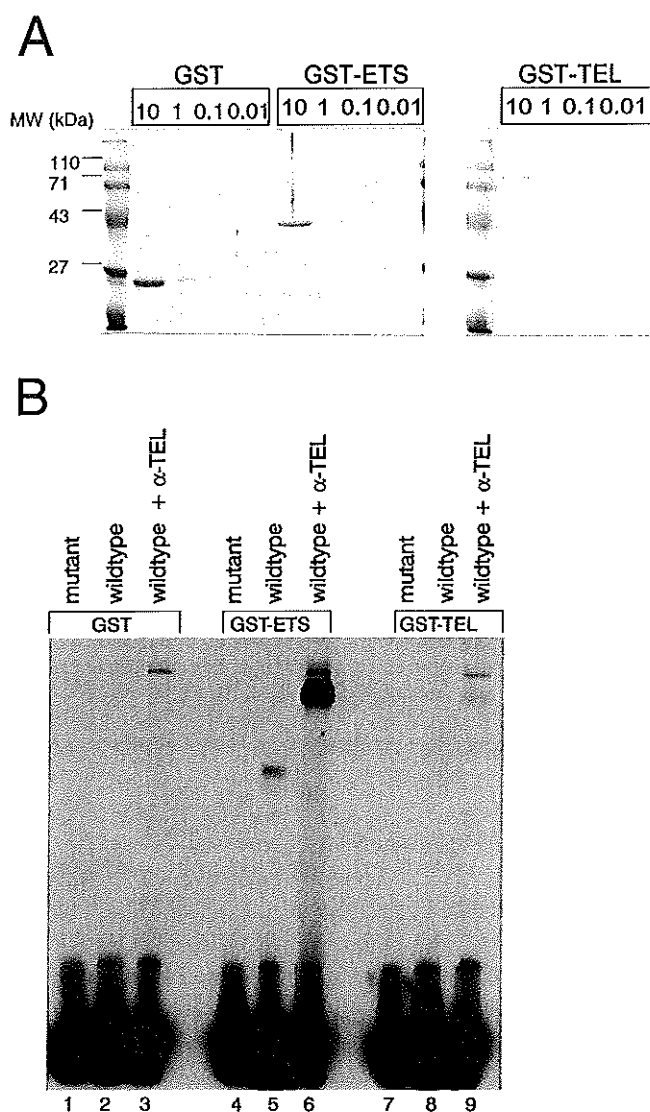 A
GST GST-ETS GST-TEL
MW (kDa) 10 1 0.1 0.01 10 1 0.1 0.01 10 1 0.1 0.01
110
71
43
27
B
mutant wildtype wildtype + α-TEL mutant wildtype wildtype + α-TEL mutant wildtype wildtype + α-TEL
GST GST-ETS GST-TEL
1 2 3 4 5 6 7 8 9